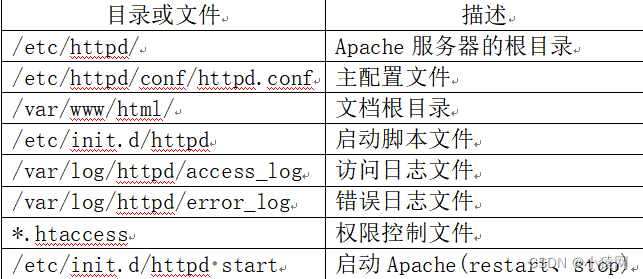 目录或文件 描述
/etc/httpd/ Apache 服务器的根目录
/etc/httpd/conf/httpd.conf 主配置文件
/var/www/html/ 文档根目录
/etc/init.d/httpd 启动脚本文件
/var/log/httpd/access_log 访问日志文件
/var/log/httpd/error_log 错误日志文件
*.htaccess 权限控制文件
/etc/init.d/httpd start 启动 Apache(restart、stop)